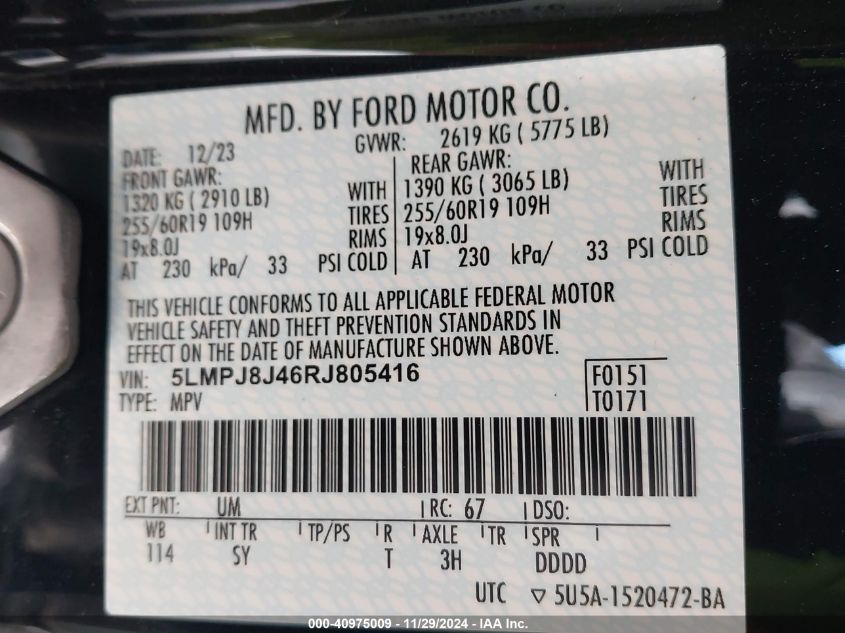 MFD. BY FORD MOTOR CO.
DATE: 12/23 GVWR: 2619 KG ( 5775 LB)
FRONT GAWR: REAR GAWR:
1320 KG ( 2910 LB) WITH 1390 KG ( 3065 LB) WITH
255/60R19 109H TIRES 255/60R19 109H TIRES
19x8.0J RIMS 19x8.0J RIMS
AT 230 kPa/ 33 PSI COLD AT 230 kPa/ 33 PSI COLD
THIS VEHICLE CONFORMS TO ALL APPLICABLE FEDERAL MOTOR
VEHICLE SAFETY AND THEFT PREVENTION STANDARDS IN
EFFECT ON THE DATE OF MANUFACTURE SHOWN ABOVE.
VIN: 5LMPJ8J46RJ805416 F0151
TYPE: MPV T0171
EXT PNT: UM RC: 67 DSO:
WB INT TR TP/PS R AXLE TR SPR
114 SY T 3H DDDD
UTC ▽ 5U5A-1520472-BA
000-40975009 - 11/29/2024 - IAA Inc.